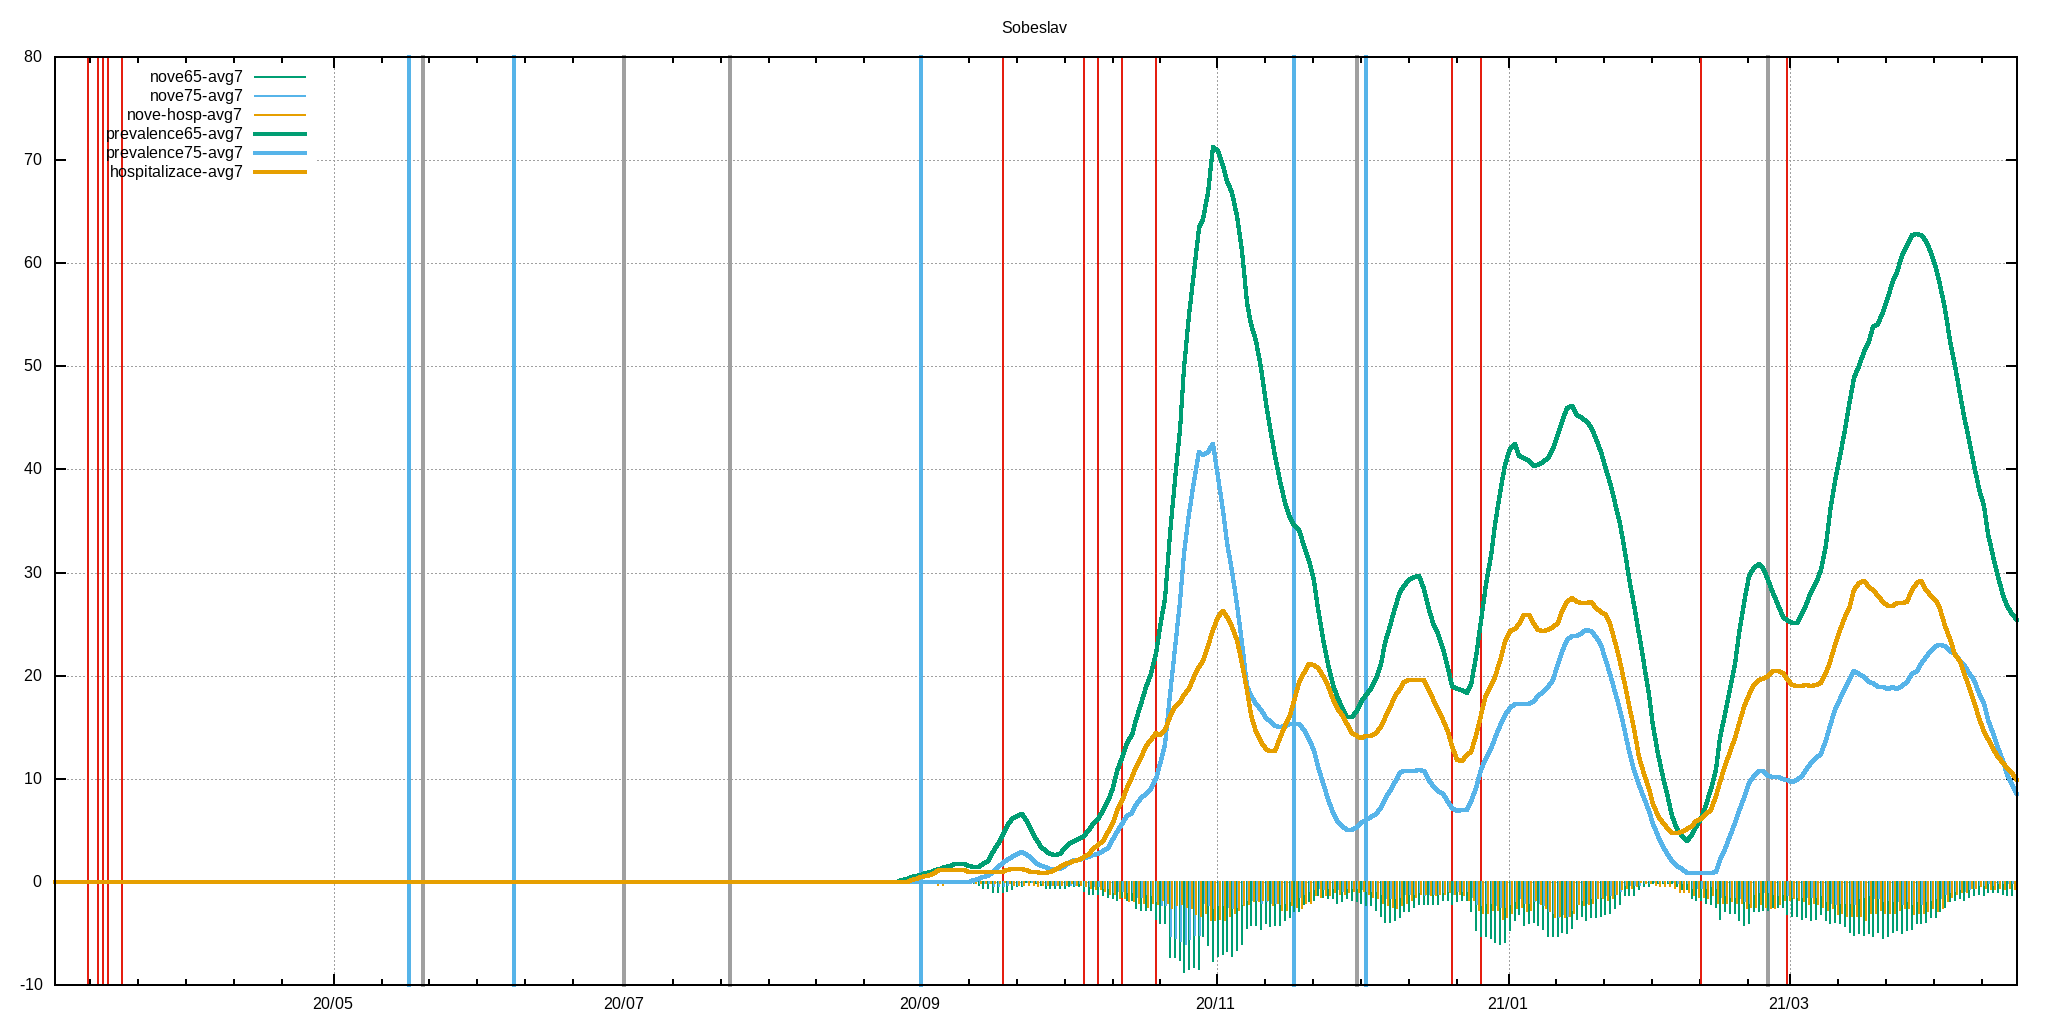 Sobeslav
80
70
60
50
40
30
20
10
0
-10
nove65-avg7
nove75-avg7
nove-hosp-avg7
prevalence65-avg7
prevalence75-avg7
hospitalizace-avg7
20/05
20/07
20/09
20/11
21/01
21/03